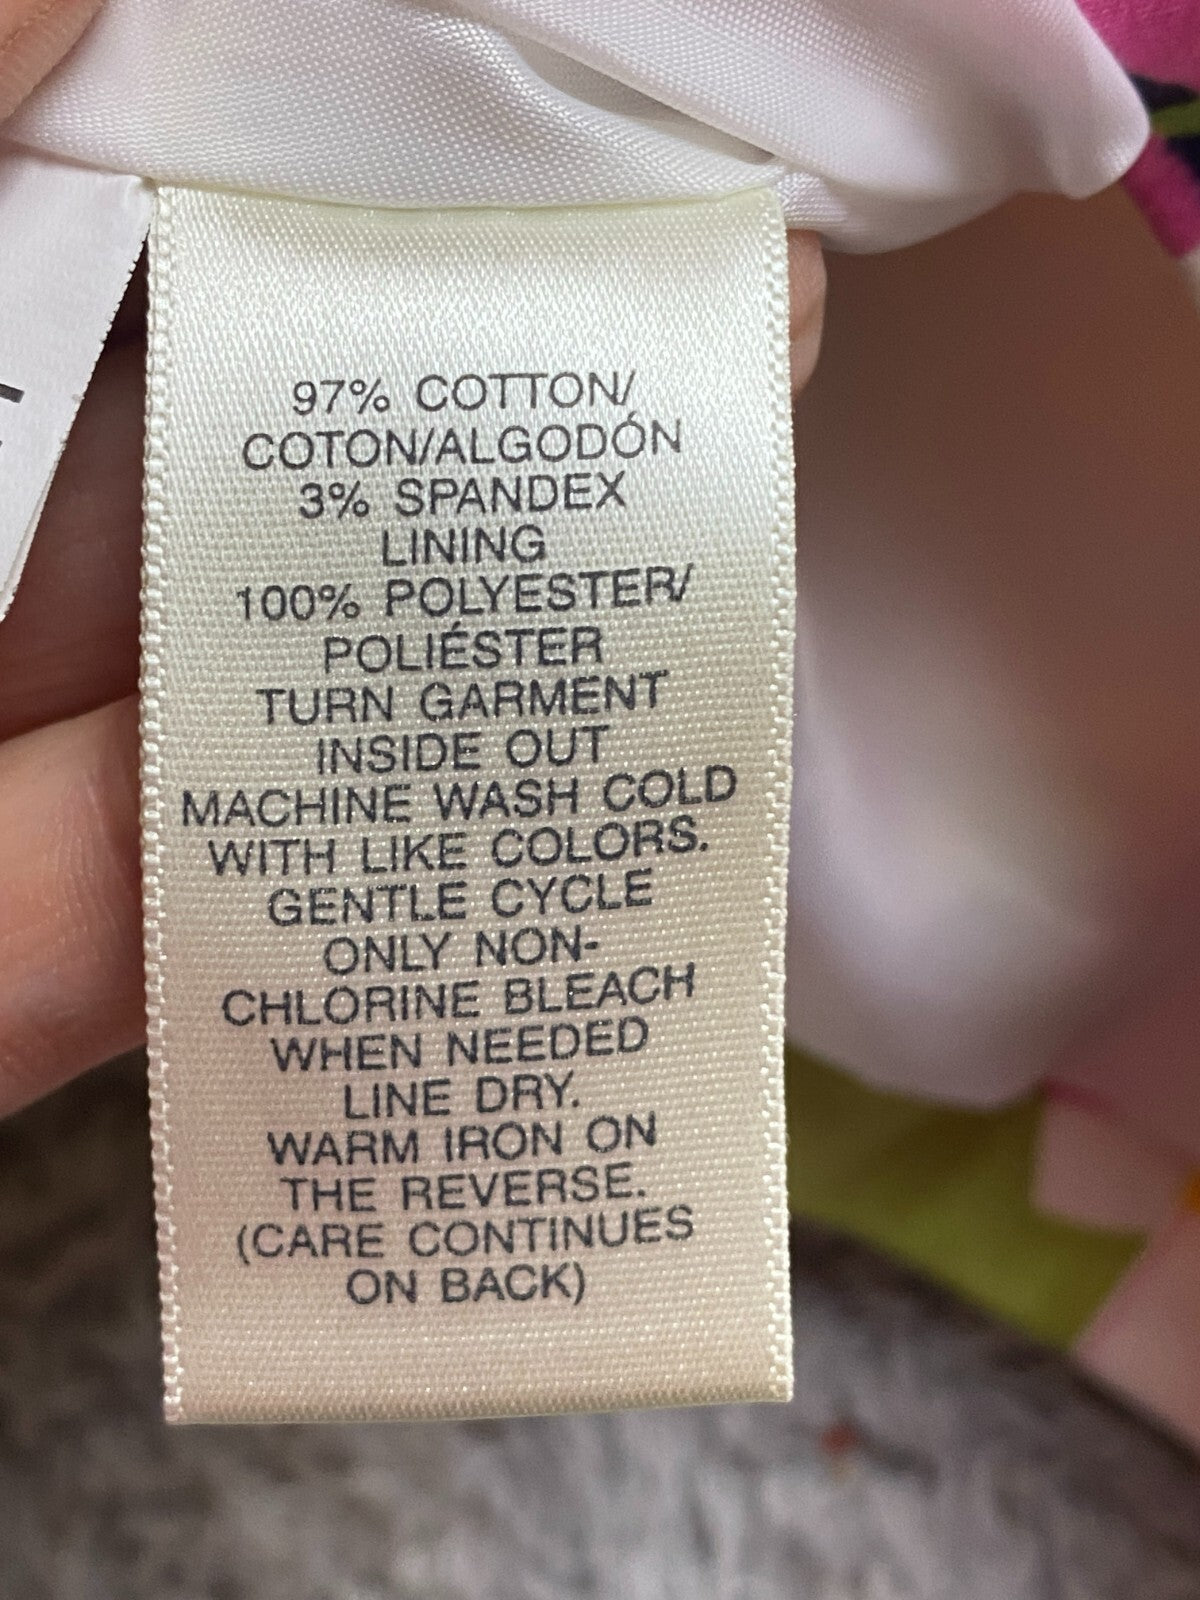 97% COTTON/
COTON/ALGODÓN
3% SPANDEX
LINING
100% POLYESTER/
POLIÉSTER
TURN GARMENT
INSIDE OUT
MACHINE WASH COLD
WITH LIKE COLORS.
GENTLE CYCLE
ONLY NON-
CHLORINE BLEACH
WHEN NEEDED
LINE DRY.
WARM IRON ON
THE REVERSE.
(CARE CONTINUES
ON BACK)